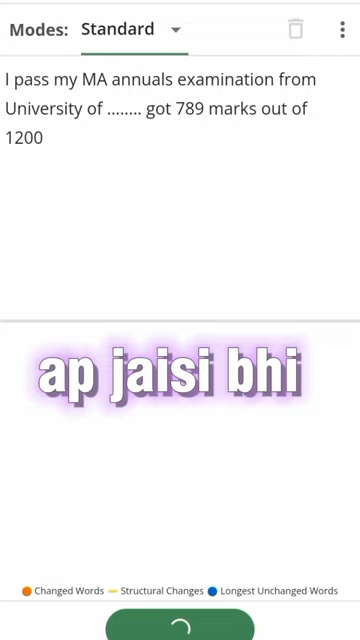 Modes: Standard
I pass my MA annuals examination from
University of ........ got 789 marks out of
1200
ap jaisi bhi
Changed Words Structural Changes Longest Unchanged Words